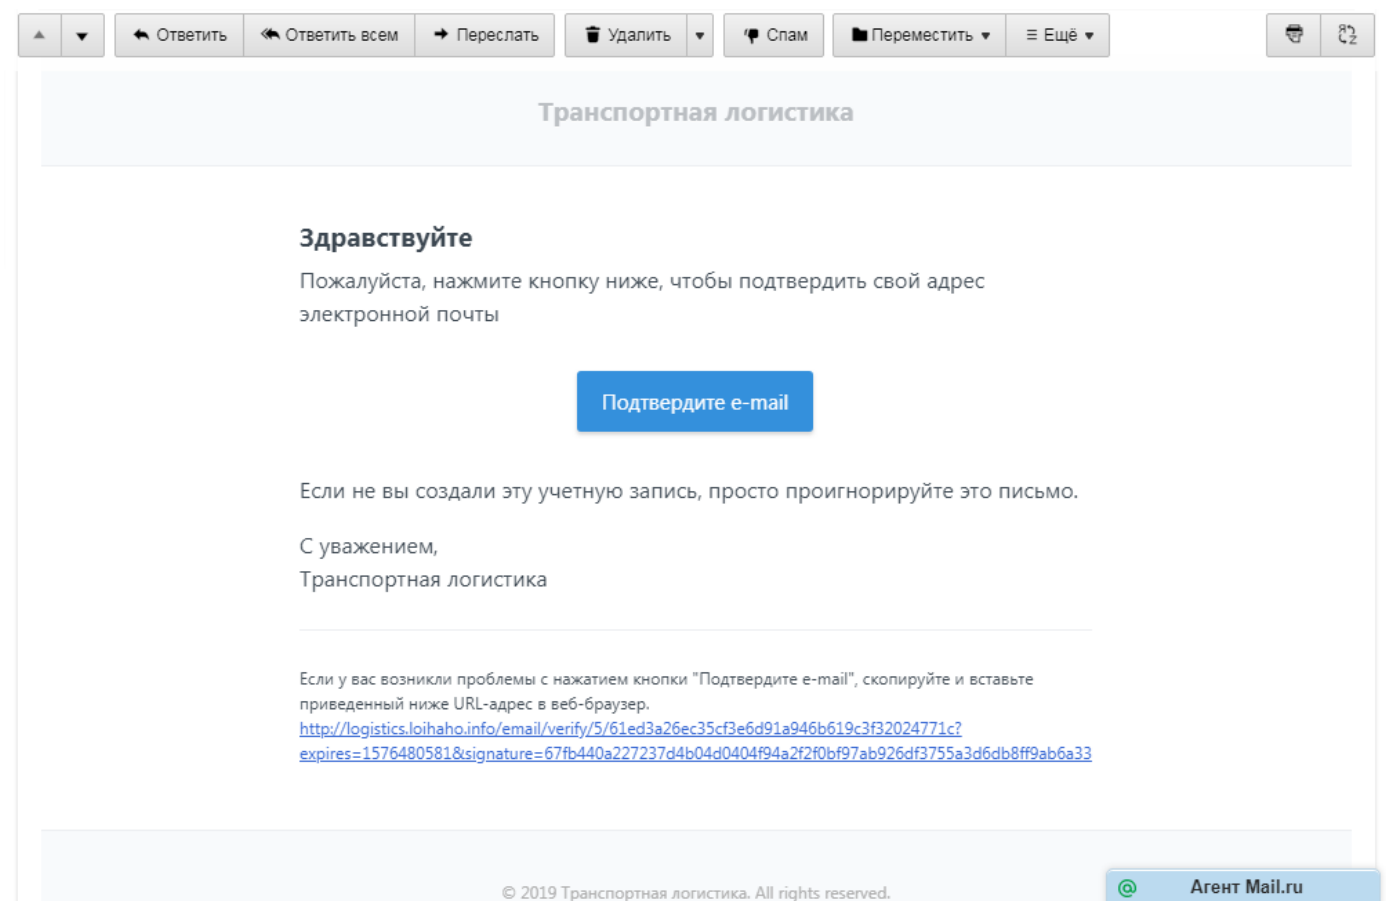 Ответить Ответить всем Переслать Удалить Спам Переместить Ещё
Транспортная логистика
Здравствуйте
Пожалуйста, нажмите кнопку ниже, чтобы подтвердить свой адрес
электронной почты
Подтвердите e-mail
Если не вы создали эту учетную запись, просто проигнорируйте это письмо.
С уважением,
Транспортная логистика
Если у вас возникли проблемы с нажатием кнопки "Подтвердите e-mail", скопируйте и вставьте
приведенный ниже URL-адрес в веб-браузер.
http://logistics.loihaho.info/email/verify/5/61ed3a26ec35cf3e6d91a946b619c3f32024771c?
expires=1576480581&signature=67fb440a227237d4b04d0404f94a2f2f0bf97ab926df3755a3d6db8ff9ab6a33
© 2019 Транспортная логистика. All rights reserved.
Агент Mail.ru